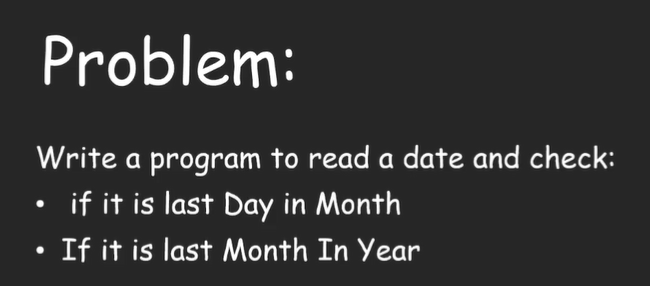 Problem:
Write a program to read a date and check:
• if it is last Day in Month
• If it is last Month In Year